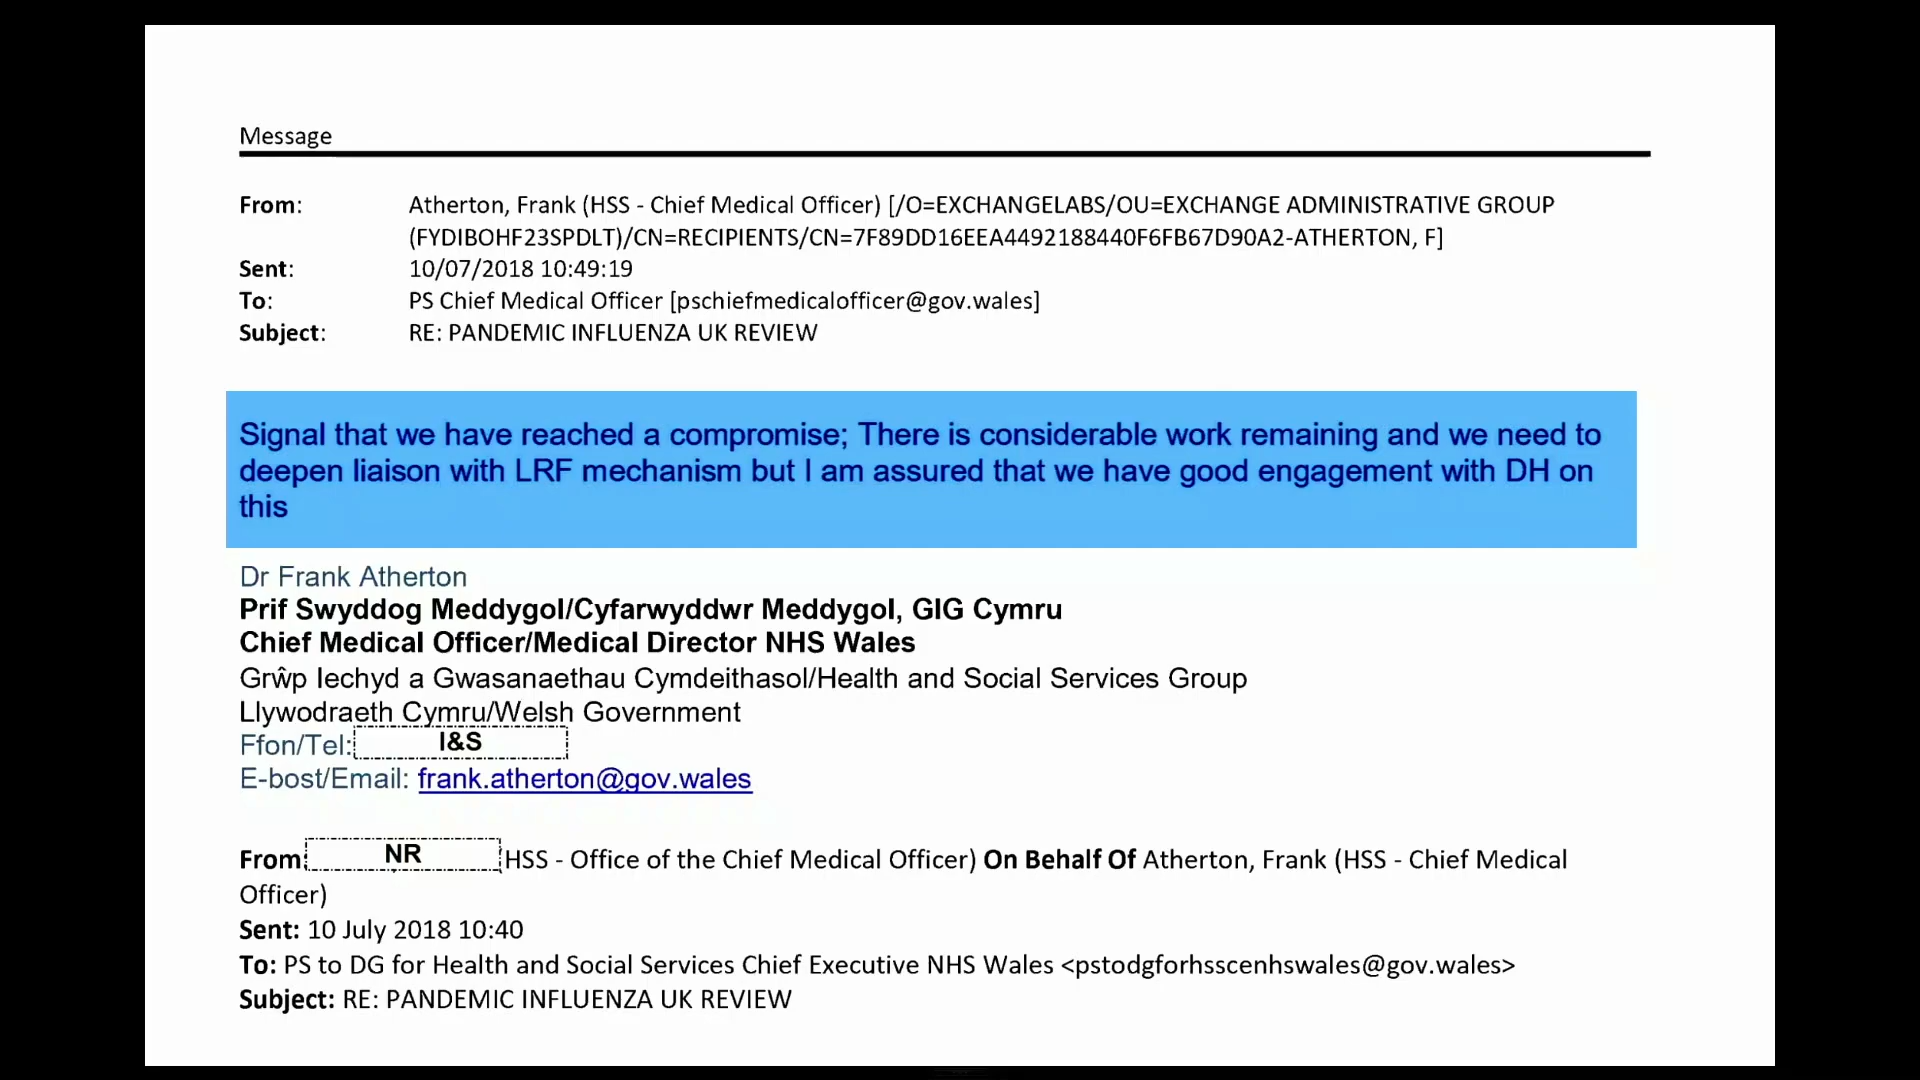 Message
From: Atherton, Frank (HSS - Chief Medical Officer) [/O=EXCHANGELABS/OU=EXCHANGE ADMINISTRATIVE GROUP
(FYDIBOHF23SPDLT)/CN=RECIPIENTS/CN=7F89DD16EEA4492188440F6FB67D90A2-ATHERTON, F]
Sent: 10/07/2018 10:49:19
To: PS Chief Medical Officer [pschiefmedicalofficer@gov.wales]
Subject: RE: PANDEMIC INFLUENZA UK REVIEW
Signal that we have reached a compromise; There is considerable work remaining and we need to
deepen liaison with LRF mechanism but I am assured that we have good engagement with DH on
this
Dr Frank Atherton
Prif Swyddog Meddygol/Cyfarwyddwr Meddygol, GIG Cymru
Chief Medical Officer/Medical Director NHS Wales
Grŵp Iechyd a Gwasanaethau Cymdeithasol/Health and Social Services Group
Llywodraeth Cymru/Welsh Government
Ffon/Tel: I&S
E-bost/Email: frank.atherton@gov.wales
From: NR HSS - Office of the Chief Medical Officer) On Behalf Of Atherton, Frank (HSS - Chief Medical
Officer)
Sent: 10 July 2018 10:40
To: PS to DG for Health and Social Services Chief Executive NHS Wales <pstodgforhsscenhswales@gov.wales>
Subject: RE: PANDEMIC INFLUENZA UK REVIEW